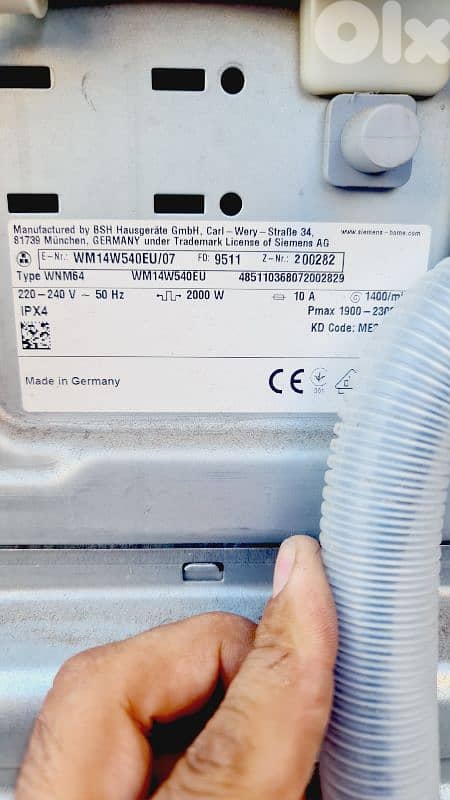 OLX
Manufactured by BSH Hausgeräte GmbH, Carl-Wery-Straße 34,
81739 München, GERMANY under Trademark License of Siemens AG
www.siemens-home.com
E-Nr.: WM14W540EU/07 FD: 9511 Z-Nr.: 200282
Type WNM64 WM14W540EU 485110368072002829
220-240 V ~ 50 Hz 2000 W 10 A 1400/mi
IPX4 Pmax 1900-230
KD Code: ME
Made in Germany CE